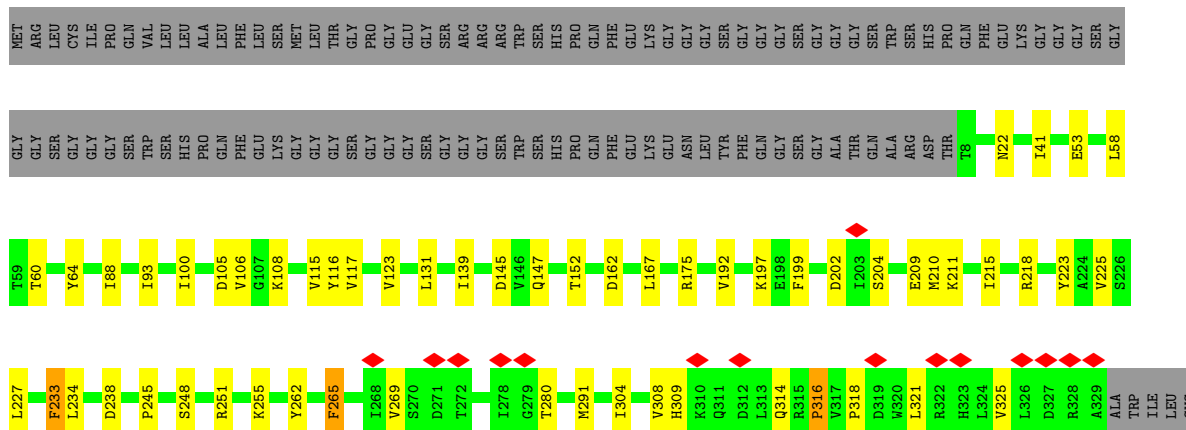 MET ARG LEU CYS ILE PRO GLN VAL LEU LEU ALA LEU PHE LEU SER MET LEU THR GLY PRO GLY GLU GLY SER ARG ARG ARG TRP SER HIS PRO GLN PHE GLU LYS GLY GLY GLY SER GLY GLY GLY SER GLY GLY GLY SER TRP SER HIS PRO GLN PHE GLU LYS GLY GLY GLY SER GLY
GLY GLY SER GLY GLY GLY SER TRP SER HIS PRO GLN PHE GLU LYS GLY GLY GLY SER GLY GLY GLY SER GLY GLY GLY SER TRP SER HIS PRO GLN PHE GLU LYS GLU ASN LEU TYR PHE GLN GLY SER GLY ALA THR GLN ALA ARG ASP THR T8 N22 I41 E53 L58
T59 T60 Y64 I88 I93 I100 D105 V106 G107 K108 V115 Y116 V117 V123 L131 I139 D145 V146 Q147 T152 D162 L167 R175 V192 K197 E198 F199 D202 I203 S204 E209 M210 K211 I215 R218 Y223 A224 V225 S226
L227 F233 L234 D238 P245 S248 R251 K255 Y262 F265 I268 V269 S270 D271 T272 I278 G279 T280 M291 I304 V308 H309 K310 Q311 D312 L313 Q314 R315 P316 V317 P318 D319 W320 L321 R322 H323 L324 V325 L326 D327 R328 A329 ALA TRP ILE LEU